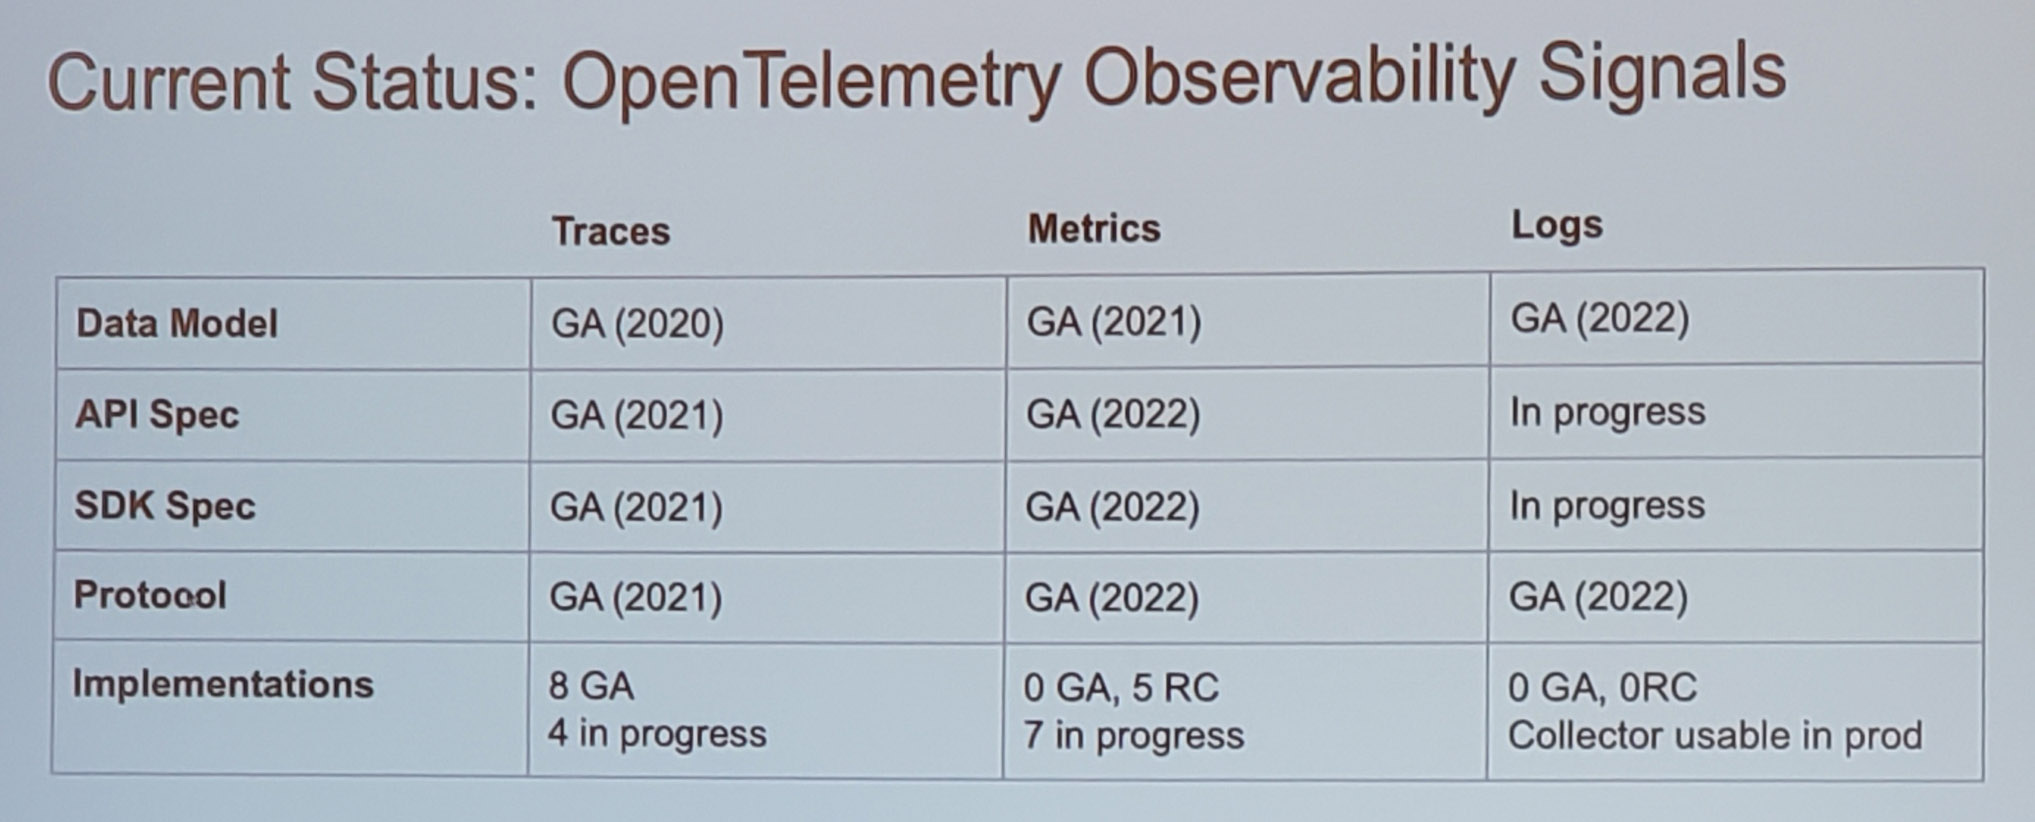 Current Status: OpenTelemetry Observability Signals
Traces Metrics Logs
Data Model GA (2020) GA (2021) GA (2022)
API Spec GA (2021) GA (2022) In progress
SDK Spec GA (2021) GA (2022) In progress
Protocol GA (2021) GA (2022) GA (2022)
Implementations 8 GA 0 GA, 5 RC 0 GA, 0RC
4 in progress 7 in progress Collector usable in prod